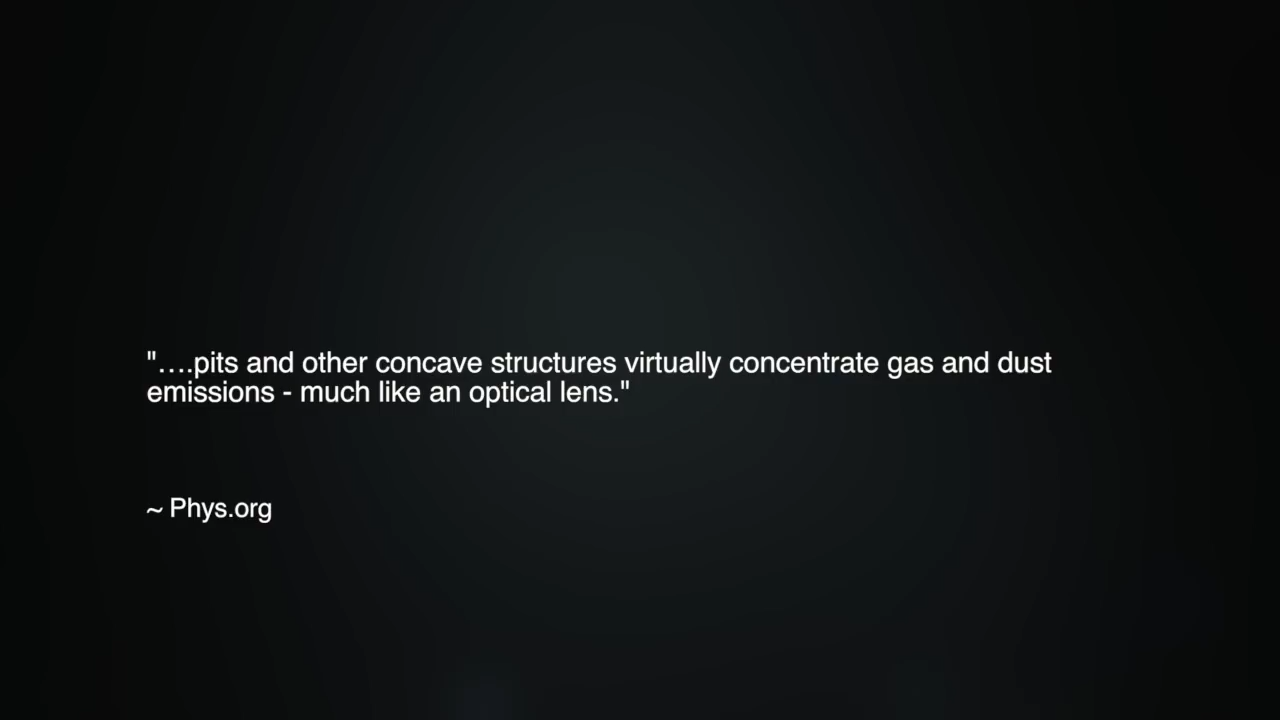 "….pits and other concave structures virtually concentrate gas and dust
emissions - much like an optical lens."
~ Phys.org